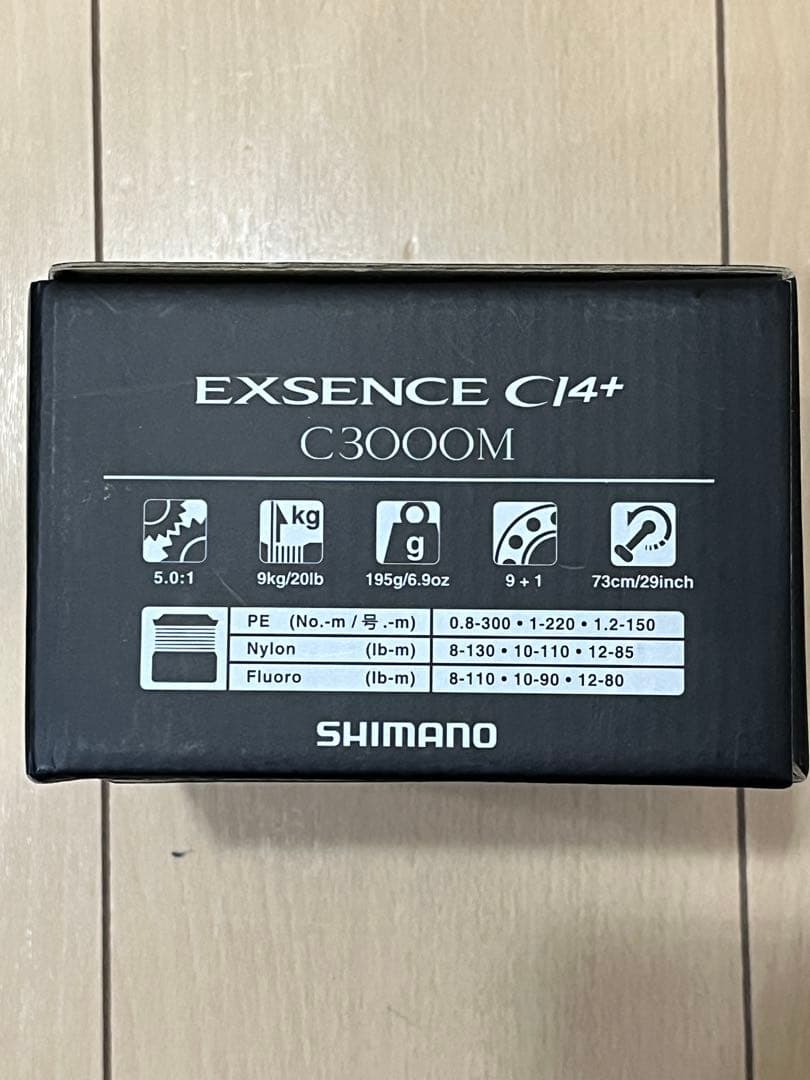 EXSENCE CI4+
C3000M
kg
g
5.0:1 9kg/20lb 195g/6.9oz 9 + 1 73cm/29inch
PE (No.-m / 号.-m) 0.8-300 • 1-220 • 1.2-150
Nylon (lb-m) 8-130 • 10-110 • 12-85
Fluoro (lb-m) 8-110 • 10-90 • 12-80
SHIMANO